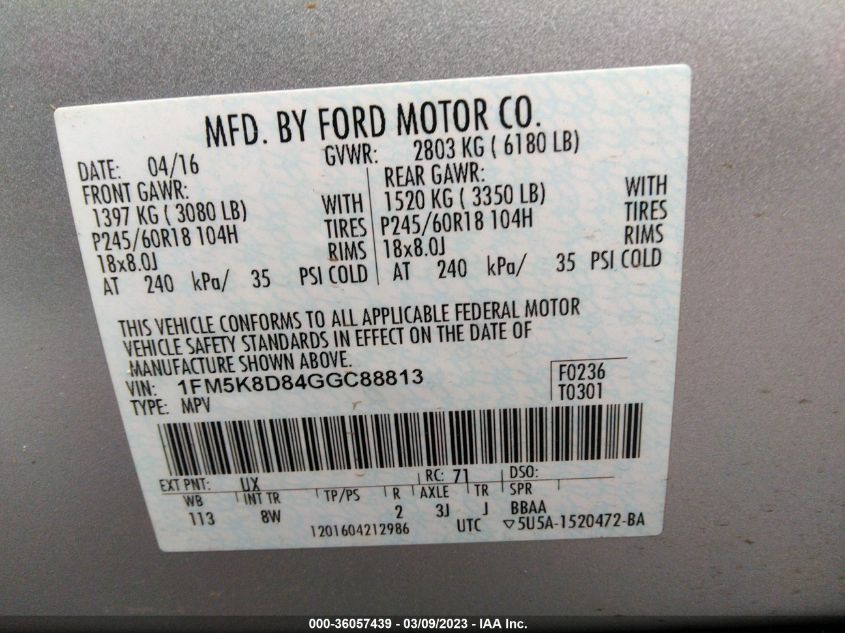 MFD. BY FORD MOTOR CO.
DATE: 04/16 GVWR: 2803 KG ( 6180 LB)
FRONT GAWR: REAR GAWR:
1397 KG ( 3080 LB) WITH 1520 KG ( 3350 LB) WITH
P245/60R18 104H TIRES P245/60R18 104H TIRES
18x8.0J RIMS 18x8.0J RIMS
AT 240 kPa/ 35 PSI COLD AT 240 kPa/ 35 PSI COLD
THIS VEHICLE CONFORMS TO ALL APPLICABLE FEDERAL MOTOR
VEHICLE SAFETY STANDARDS IN EFFECT ON THE DATE OF
MANUFACTURE SHOWN ABOVE.
VIN: 1FM5K8D84GGC88813 F0236
TYPE: MPV T0301
EXT PNT: UX RC: 71 DSO:
WB INT TR TP/PS R AXLE TR SPR
113 8W 2 3J J BBAA
1201604212986 UTC ▽5U5A-1520472-BA
000-36057439 - 03/09/2023 - IAA Inc.